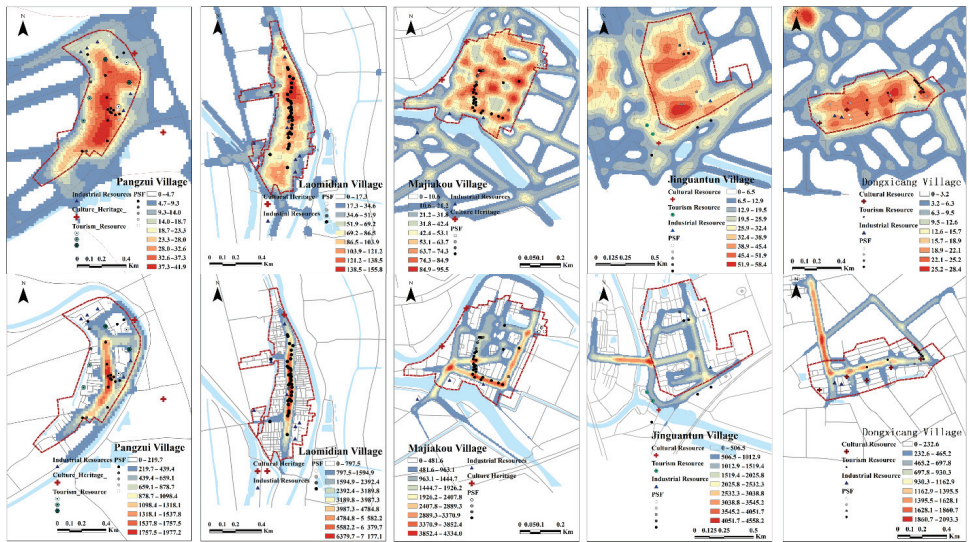 N
Pangzui Village
Industrial Resources PSF
Culture_Heritage_
Tourism_Resource
0–4.7
4.7–9.3
9.3–14.0
14.0–18.7
18.7–23.3
23.3–28.0
28.0–32.6
32.6–37.3
37.3–41.9
0 0.1 0.2 0.4
Km
N
Laomidian Village
Cultural Heritage PSF
Industrial Resources
0–17.3
17.3–34.6
34.6–51.9
51.9–69.2
69.2–86.5
86.5–103.9
103.9–121.2
121.2–138.5
138.5–155.8
0 0.1 0.2 0.4
Km
N
Majiakou Village
Industrial Resources
Culture Heritage
PSF
0–10.6
10.6–21.2
21.2–31.8
31.8–42.4
42.4–53.1
53.1–63.7
63.7–74.3
74.3–84.9
84.9–95.5
0 0.050.1 0.2
Km
N
Jinguantun Village
Cultural Resource
Tourism Resource
Industrial Resource
PSF
0–6.5
6.5–12.9
12.9–19.5
19.5–25.9
25.9–32.4
32.4–38.9
38.9–45.4
45.4–51.9
51.9–58.4
0 0.125 0.25 0.5
Km
N
Dongxicang Village
Cultural Resource
Tourism Resource
Industrial Resource
PSF
0–3.2
3.2–6.3
6.3–9.5
9.5–12.6
12.6–15.7
15.7–18.9
18.9–22.1
22.1–25.2
25.2–28.4
0 0.125 0.25 0.5
Km
N
Pangzui Village
Industrial Resources PSF
Culture_Heritage_
Tourism_Resource
0–219.7
219.7–439.4
439.4–659.1
659.1–878.7
878.7–1098.4
1098.4–1318.1
1318.1–1537.8
1537.8–1757.5
1757.5–1977.2
0 0.1 0.2 0.4
Km
N
Laomidian Village
Cultural Heritage PSF
Industrial Resources
0–797.5
797.5–1594.9
1594.9–2392.4
2392.4–3189.8
3189.8–3987.3
3987.3–4784.8
4784.8–5 582.2
5582.2–6 379.7
6379.7–7 177.1
0 0.1 0.2 0.4
Km
N
Majiakou Village
Industrial Resources
Culture Heritage
PSF
0–481.6
481.6–963.1
963.1–1444.7
1444.7–1926.2
1926.2–2407.8
2407.8–2889.3
2889.3–3370.9
3370.9–3852.4
3852.4–4334.0
0 0.050.1 0.2
Km
N
Jinguantun Village
Cultural Resource
Tourism Resource
Industrial Resource
PSF
0–506.5
506.5–1012.9
1012.9–1519.4
1519.4–2025.8
2025.8–2532.3
2532.3–3038.8
3038.8–3545.2
3545.2–4051.7
4051.7–4558.2
0 0.125 0.25 0.5
Km
N
Dongxicang Village
Cultural Resource
Tourism Resource
Industrial Resource
PSF
0–232.6
232.6–465.2
465.2–697.8
697.8–930.3
930.3–1162.9
1162.9–1395.5
1395.5–1628.1
1628.1–1860.7
1860.7–2093.3
0 0.125 0.25 0.5
Km